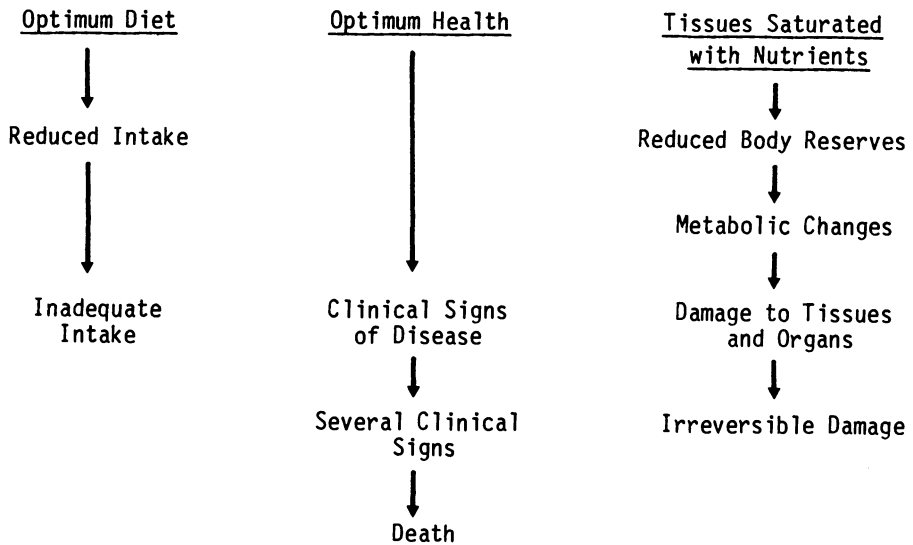 Optimum Diet
Reduced Intake
Inadequate
Intake
Optimum Health
Clinical Signs
of Disease
Several Clinical
Signs
Death
Tissues Saturated
with Nutrients
Reduced Body Reserves
Metabolic Changes
Damage to Tissues
and Organs
Irreversible Damage